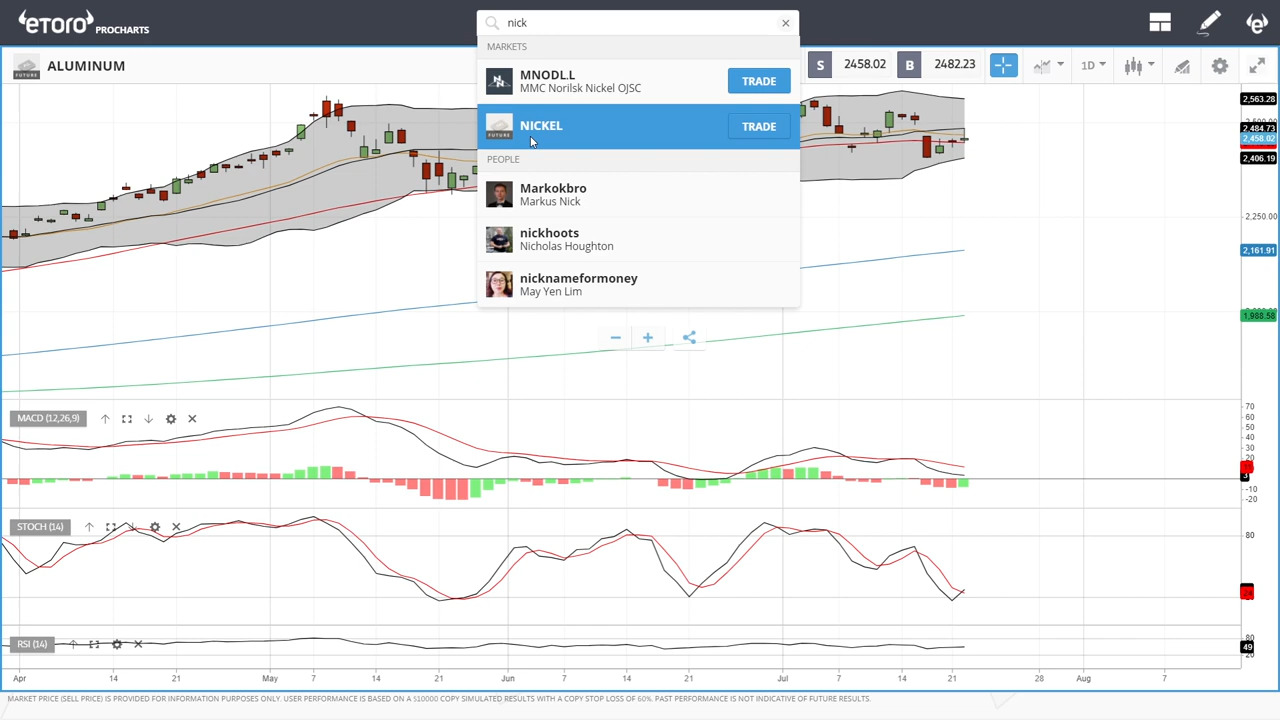 eToro PROCHARTS
nick
MARKETS
MNODL.L
MMC Norilsk Nickel OJSC
TRADE
NICKEL
TRADE
FUTURE
PEOPLE
Markokbro
Markus Nick
nickhoots
Nicholas Houghton
nicknameformoney
May Yen Lim
FUTURE
ALUMINUM
S 2458.02 B 2482.23 1D
2,563.28
2,484.73
2,458.02
2,406.19
2,250.00
2,161.91
1,988.58
MACD (12,26,9)
70
60
50
40
30
20
-10
-20
STOCH (14)
80
24
RSI (14)
80
49
20
Apr 14 21 May 7 14 21 Jun 7 14 21 Jul 7 14 21 28 Aug 7
MARKET PRICE (SELL PRICE) IS PROVIDED FOR INFORMATION PURPOSES ONLY. USER PERFORMANCE IS BASED ON A $10000 COPY SIMULATED RESULTS WITH A COPY STOP LOSS OF 60%. PAST PERFORMANCE IS NOT INDICATIVE OF FUTURE RESULTS.